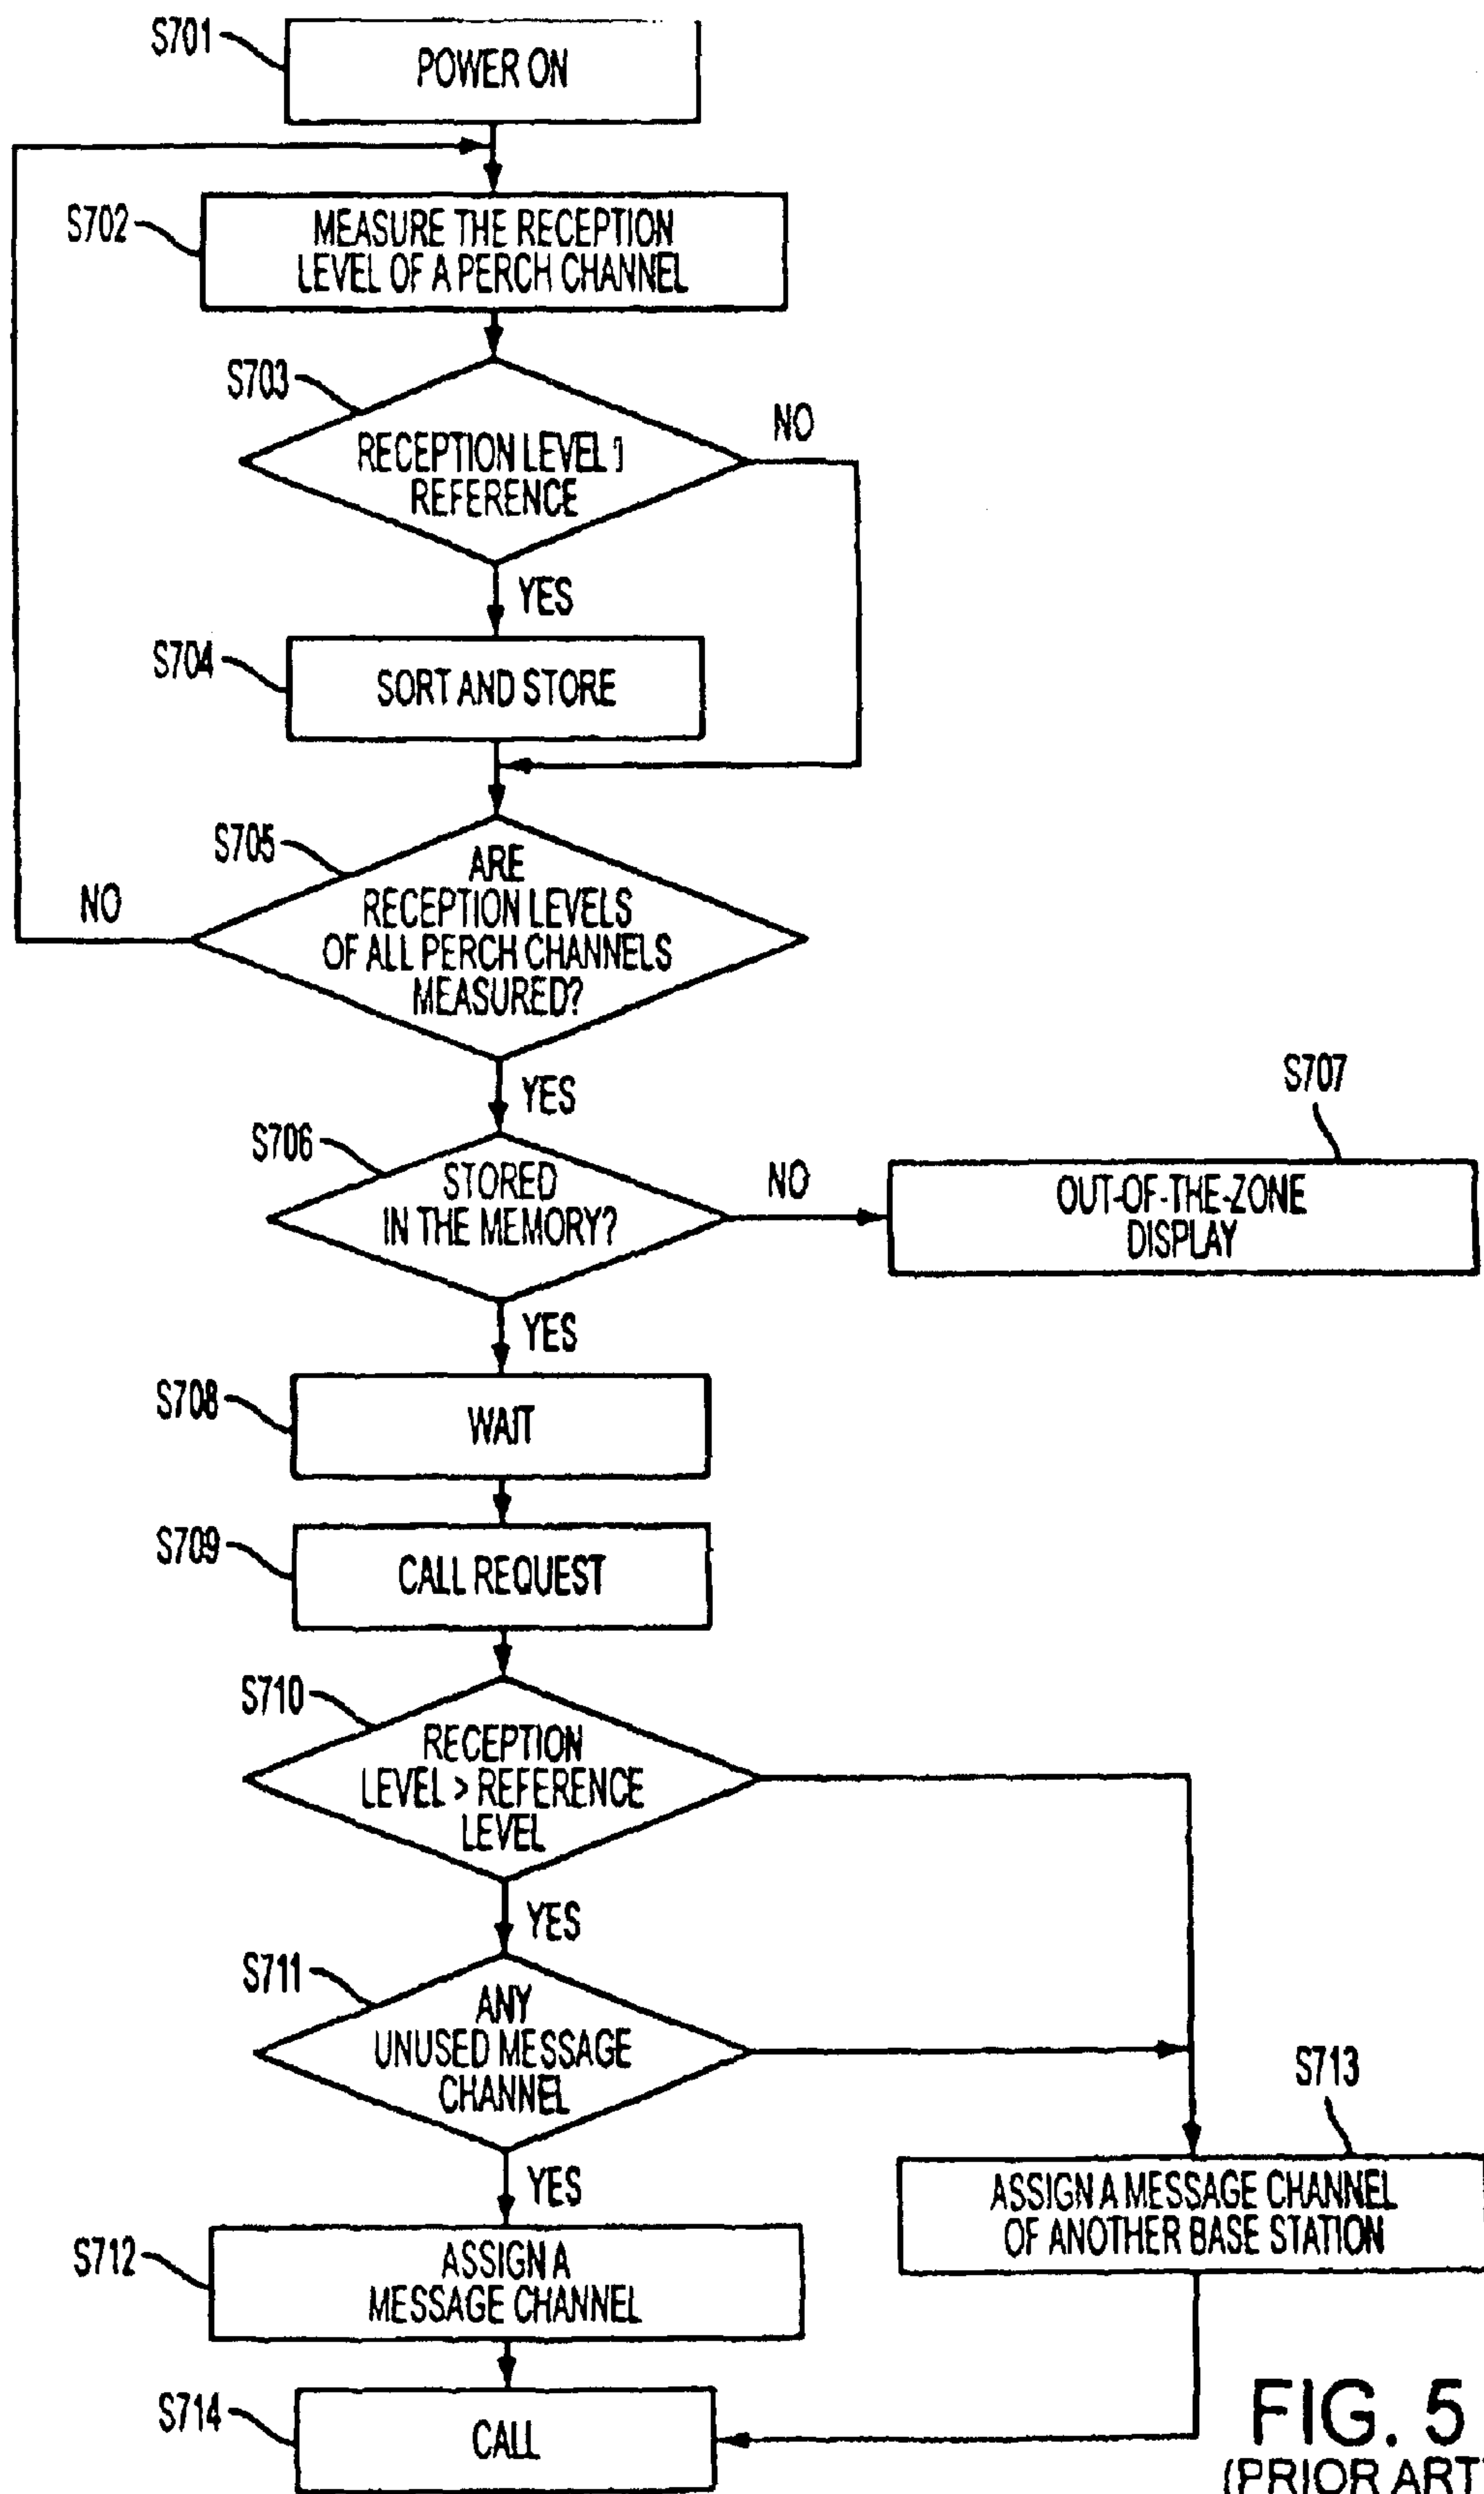 S701
POWER ON
S702
MEASURE THE RECEPTION
LEVEL OF A PERCH CHANNEL
S703
RECEPTION LEVEL
REFERENCE
NO
YES
S704
SORT AND STORE
S705
ARE
RECEPTION LEVELS
OF ALL PERCH CHANNELS
MEASURED?
NO
YES
S706
STORED
IN THE MEMORY?
NO
S707
OUT-OF-THE-ZONE
DISPLAY
YES
S708
WAIT
S709
CALL REQUEST
S710
RECEPTION
LEVEL > REFERENCE
LEVEL
YES
S711
ANY
UNUSED MESSAGE
CHANNEL
YES
S713
ASSIGN A MESSAGE CHANNEL
OF ANOTHER BASE STATION
S712
ASSIGN A
MESSAGE CHANNEL
S714
CALL
FIG. 5
(PRIOR ART